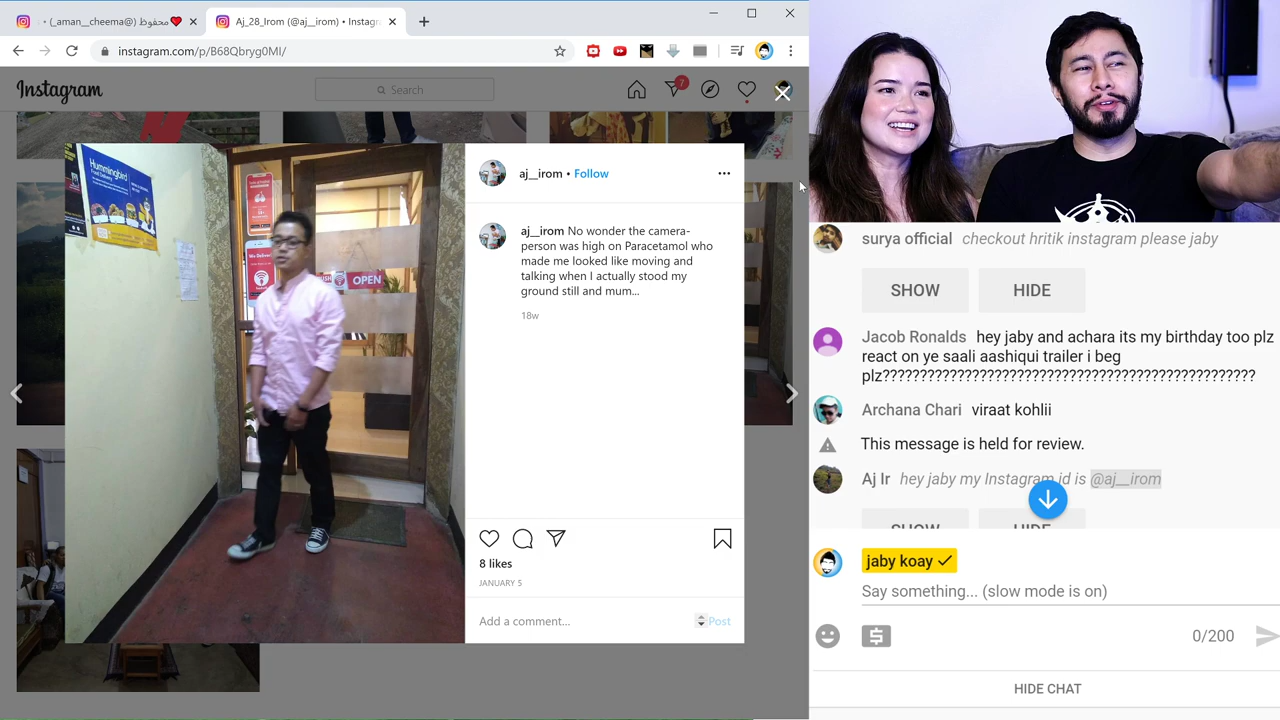 محفوظ (@_aman__cheema_) •
Aj_28_Irom (@aj__irom) • Instagr
instagram.com/p/B68Qbryg0MI/
Instagram
Search
7
Hummingbird
OPEN
aj__irom • Follow
aj__irom No wonder the camera-
person was high on Paracetamol who
made me looked like moving and
talking when I actually stood my
ground still and mum...
18w
8 likes
JANUARY 5
Add a comment...
Post
surya official checkout hritik instagram please jaby
SHOW
HIDE
Jacob Ronalds hey jaby and achara its my birthday too plz
react on ye saali aashiqui trailer i beg
plz????????????????????????????????????????????????????
Archana Chari viraat kohlii
This message is held for review.
Aj Ir hey jaby my Instagram id is @aj__irom
SHOW
HIDE
jaby koay
Say something... (slow mode is on)
0/200
HIDE CHAT